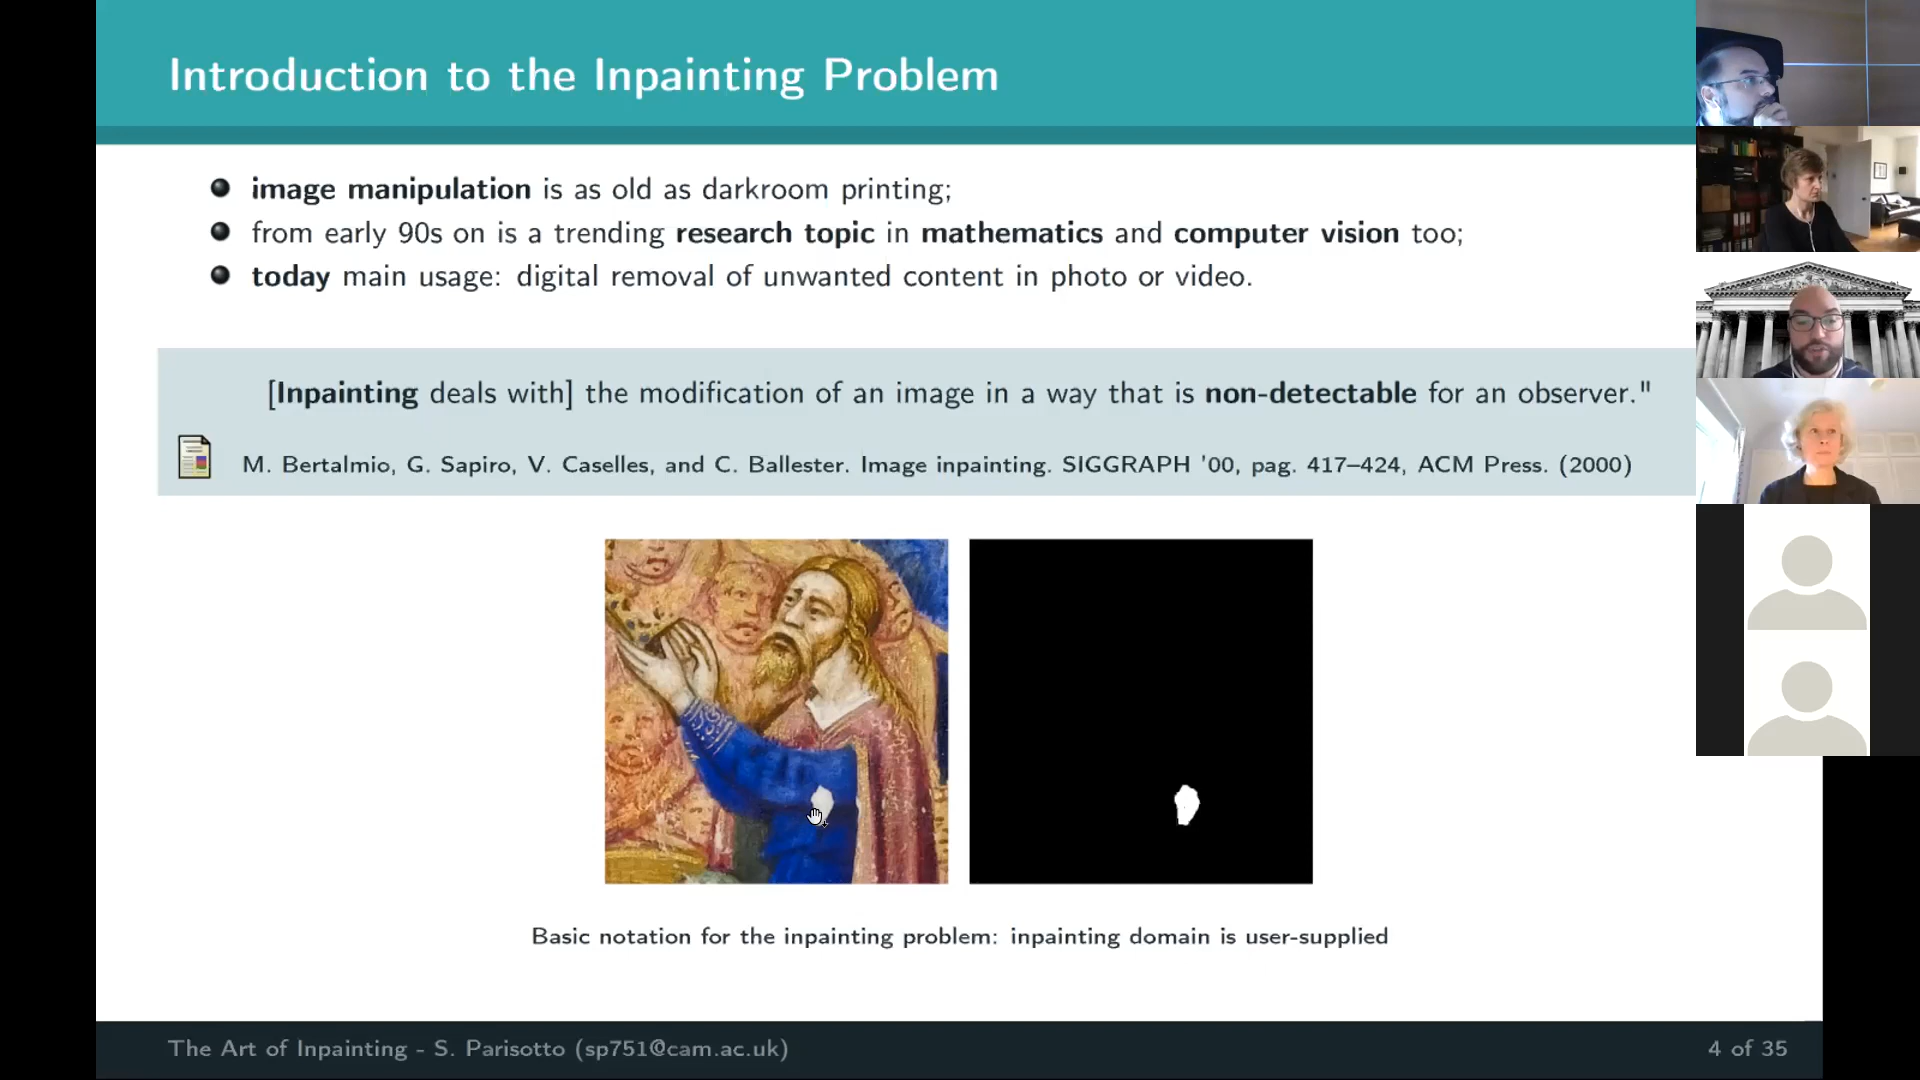 Introduction to the Inpainting Problem
image manipulation is as old as darkroom printing;
from early 90s on is a trending research topic in mathematics and computer vision too;
today main usage: digital removal of unwanted content in photo or video.
[Inpainting deals with] the modification of an image in a way that is non-detectable for an observer."
M. Bertalmio, G. Sapiro, V. Caselles, and C. Ballester. Image inpainting. SIGGRAPH '00, pag. 417–424, ACM Press. (2000)
Basic notation for the inpainting problem: inpainting domain is user-supplied
The Art of Inpainting - S. Parisotto (sp751@cam.ac.uk)
4 of 35